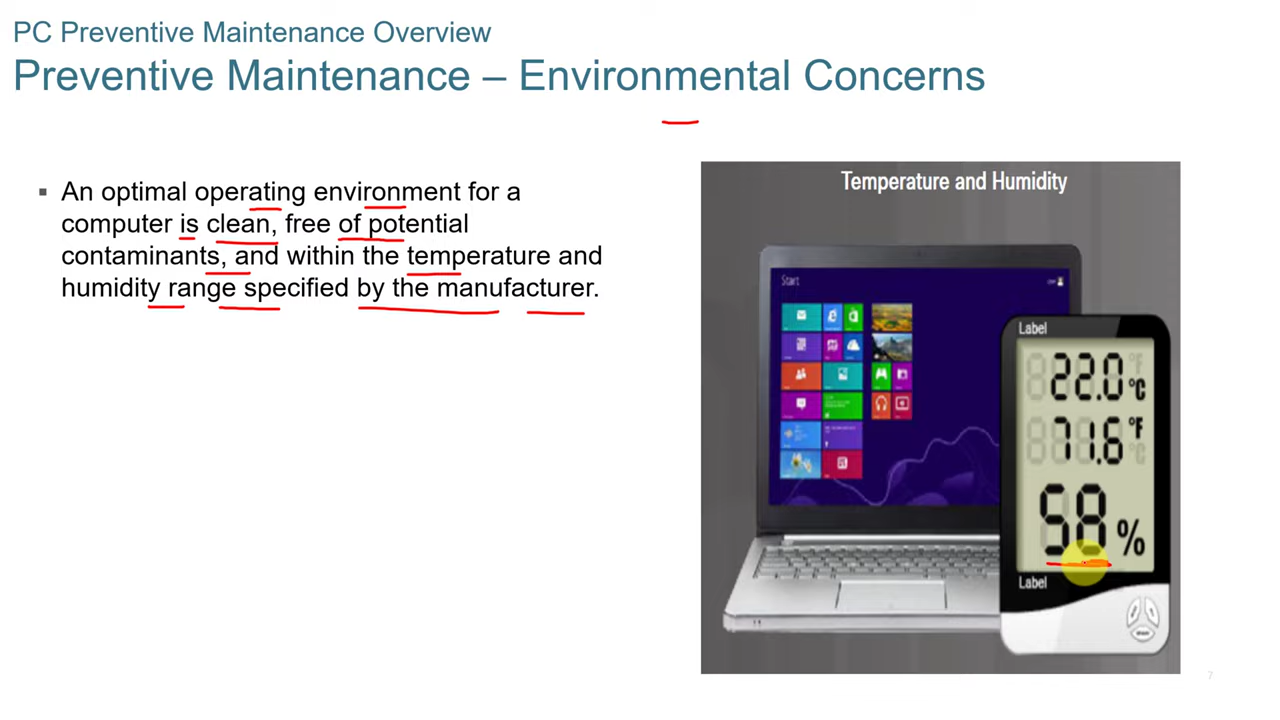 PC Preventive Maintenance Overview
Preventive Maintenance – Environmental Concerns
▪ An optimal operating environment for a
computer is clean, free of potential
contaminants, and within the temperature and
humidity range specified by the manufacturer.
Temperature and Humidity
Start
Label
22.0 °C
71.6 °F
58 %
Label
7